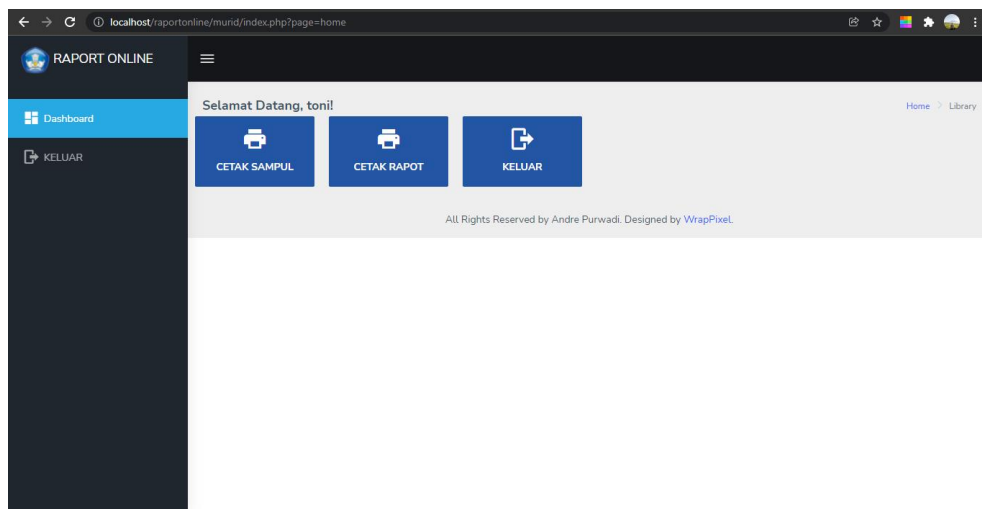 localhost/raportonline/murid/index.php?page=home
RAPORT ONLINE
Selamat Datang, toni!
Home > Library
Dashboard
KELUAR
CETAK SAMPUL
CETAK RAPOT
KELUAR
All Rights Reserved by Andre Purwadi. Designed by WrapPixel.